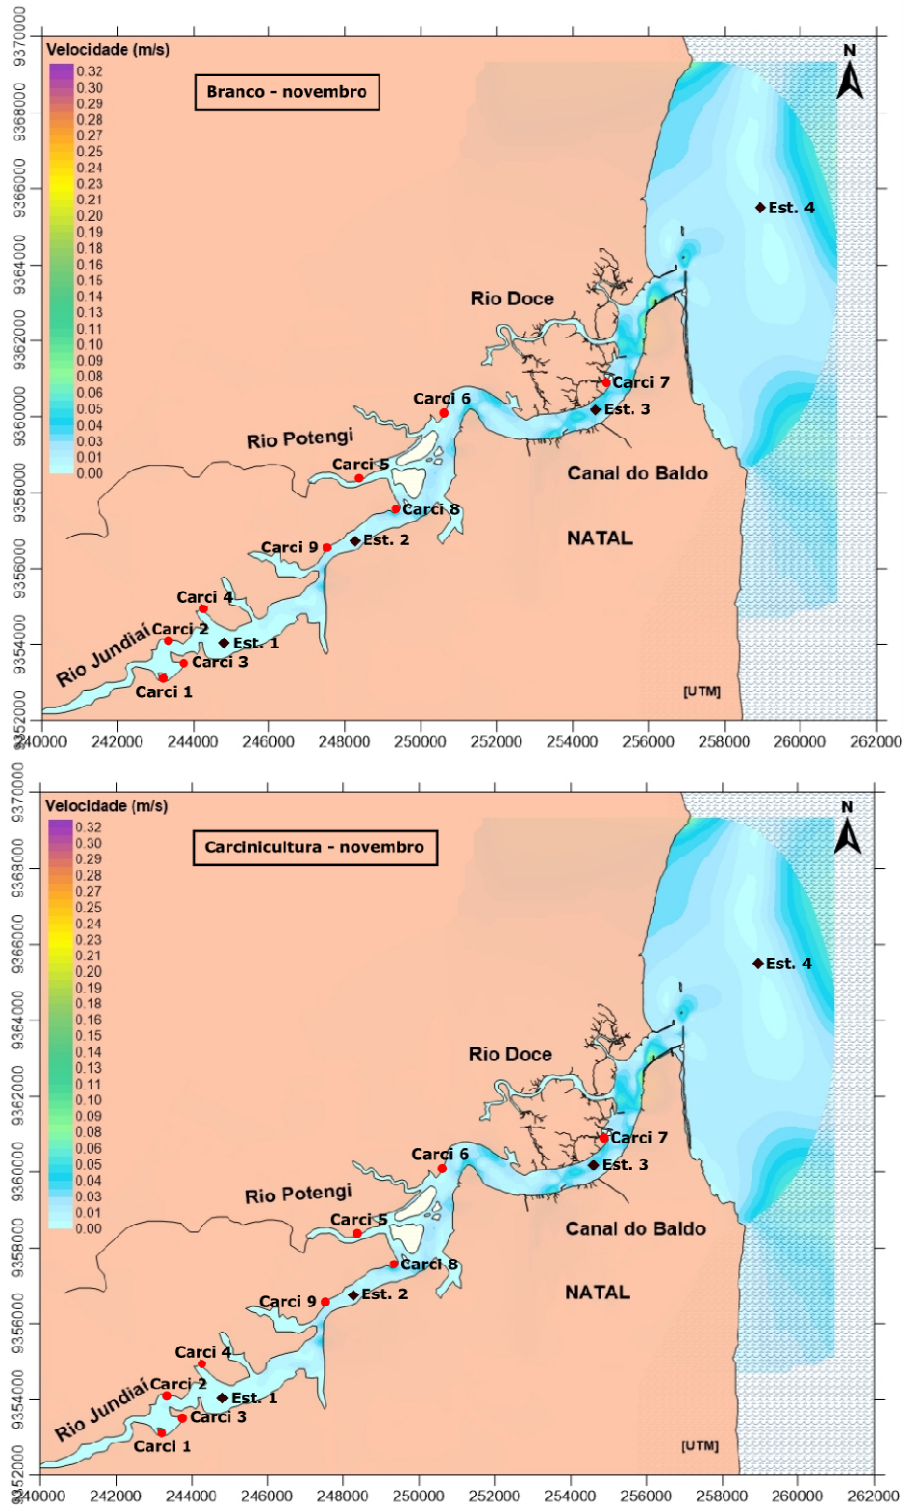 Velocidade (m/s)
Branco - novembro
N
0.32
0.30
0.29
0.28
0.27
0.25
0.24
0.23
0.21
0.20
0.18
0.16
0.15
0.14
0.13
0.11
0.10
0.09
0.08
0.06
0.05
0.04
0.03
0.01
0.00
9370000
9368000
9366000
9364000
9362000
9360000
9358000
9356000
9354000
9352000
Est. 4
Rio Doce
Carci 7
Carci 6
Est. 3
Rio Potengi
Carci 5
Canal do Baldo
Carci 8
NATAL
Est. 2
Carci 9
Carci 4
Carci 2
Est. 1
Rio Jundiaí
Carci 3
Carci 1
[UTM]
240000 242000 244000 246000 248000 250000 252000 254000 256000 258000 260000 262000
Velocidade (m/s)
Carcinicultura - novembro
N
0.32
0.30
0.29
0.28
0.27
0.25
0.24
0.23
0.21
0.20
0.19
0.18
0.16
0.15
0.14
0.13
0.11
0.10
0.09
0.08
0.06
0.05
0.04
0.03
0.01
0.00
9370000
9368000
9366000
9364000
9362000
9360000
9358000
9356000
9354000
9352000
Est. 4
Rio Doce
Carci 7
Carci 6
Est. 3
Rio Potengi
Carci 5
Canal do Baldo
Carci 8
NATAL
Est. 2
Carci 9
Carci 4
Carci 2
Est. 1
Rio Jundiaí
Carci 3
Carci 1
[UTM]
240000 242000 244000 246000 248000 250000 252000 254000 256000 258000 260000 262000